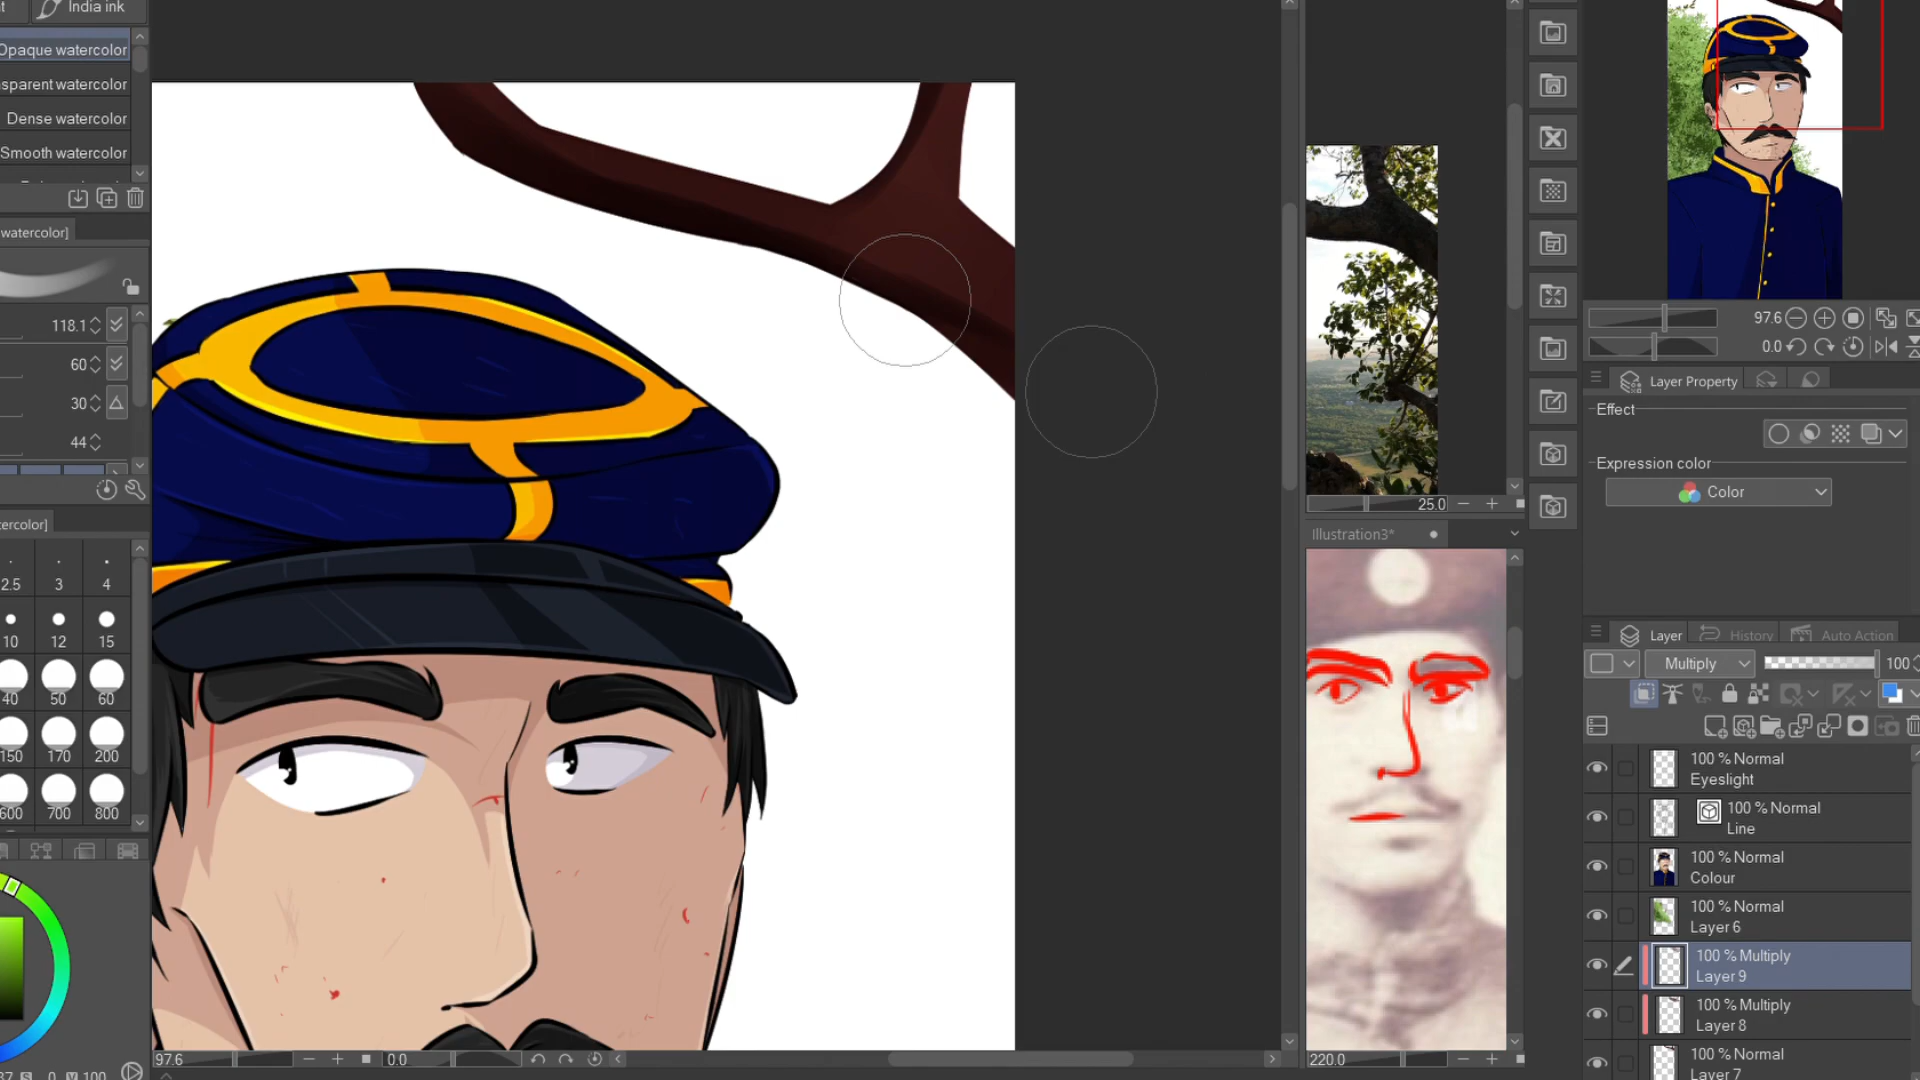 India ink
Opaque watercolor
nsparent watercolor
Dense watercolor
Smooth watercolor
watercolor]
118.1
60
30
44
ercolor]
2.5 3 4
10 12 15
40 50 60
150 170 200
600 700 800
97.6 0.0
25.0
Illustration3*
220.0
97.6
0.0
Layer Property
Effect
Expression color
Color
Layer History Auto Action
Multiply 100
100 % Normal
Eyeslight
100 % Normal
Line
100 % Normal
Colour
100 % Normal
Layer 6
100 % Multiply
Layer 9
100 % Multiply
Layer 8
100 % Normal
Layer 7